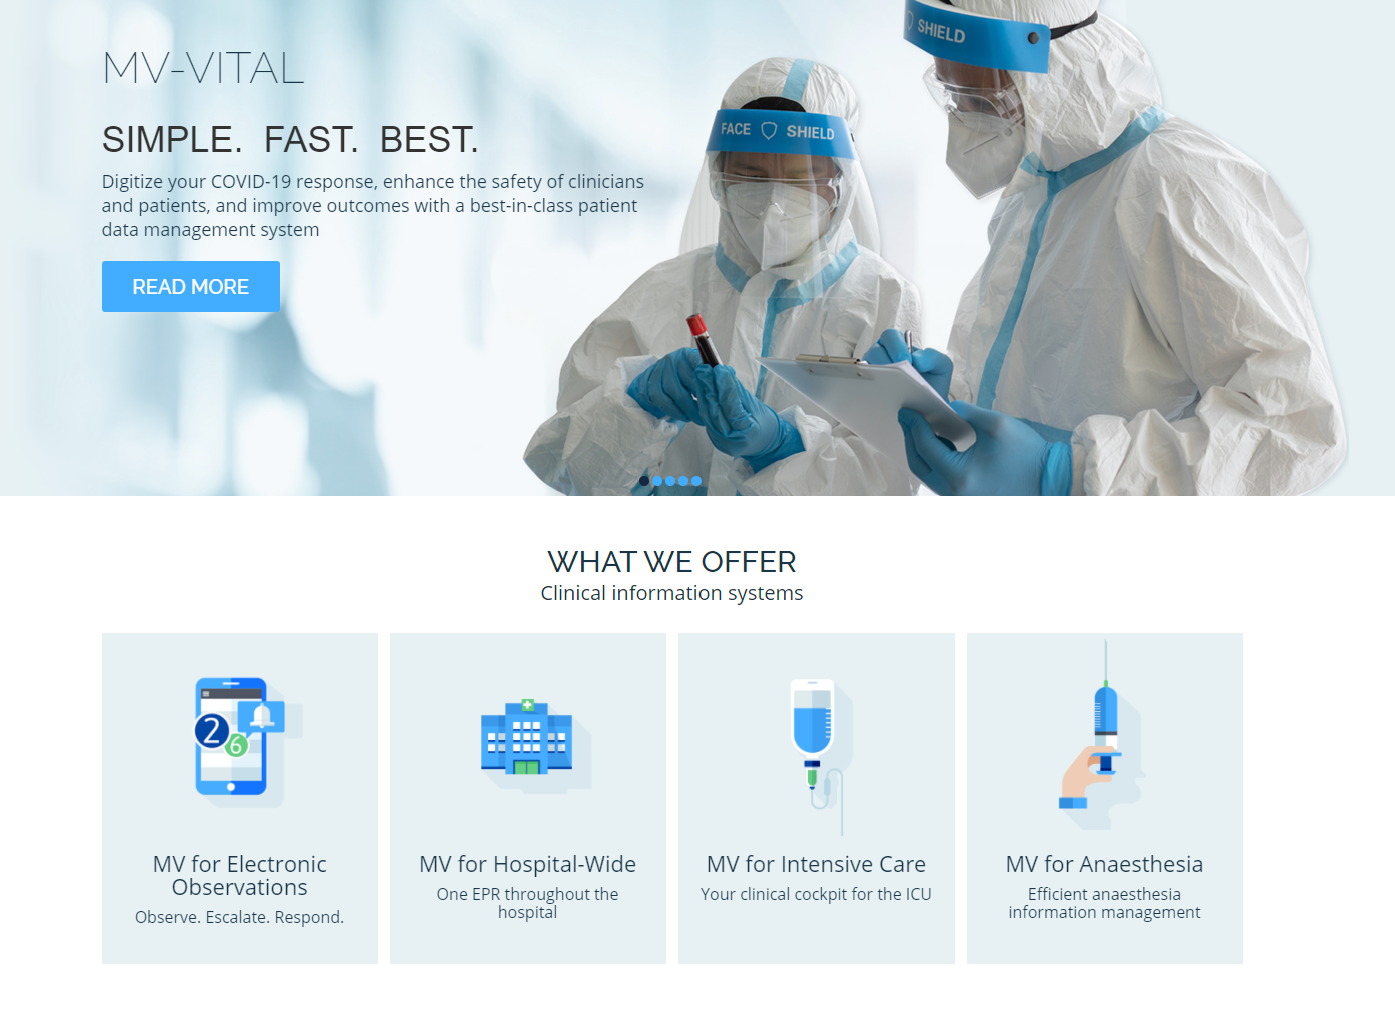 MV-VITAL
SIMPLE. FAST. BEST.
Digitize your COVID-19 response, enhance the safety of clinicians
and patients, and improve outcomes with a best-in-class patient
data management system
READ MORE
FACE SHIELD
SHIELD
WHAT WE OFFER
Clinical information systems
2
6
MV for Electronic
Observations
Observe. Escalate. Respond.
MV for Hospital-Wide
One EPR throughout the
hospital
MV for Intensive Care
Your clinical cockpit for the ICU
MV for Anaesthesia
Efficient anaesthesia
information management